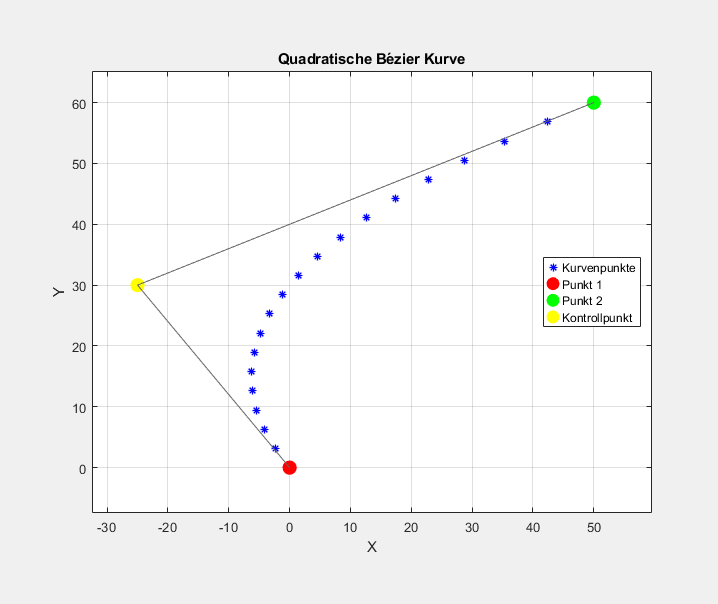 Quadratische Bézier Kurve
60
50
40
30
20
10
0
Y
Kurvenpunkte
Punkt 1
Punkt 2
Kontrollpunkt
-30 -20 -10 0 10 20 30 40 50
X